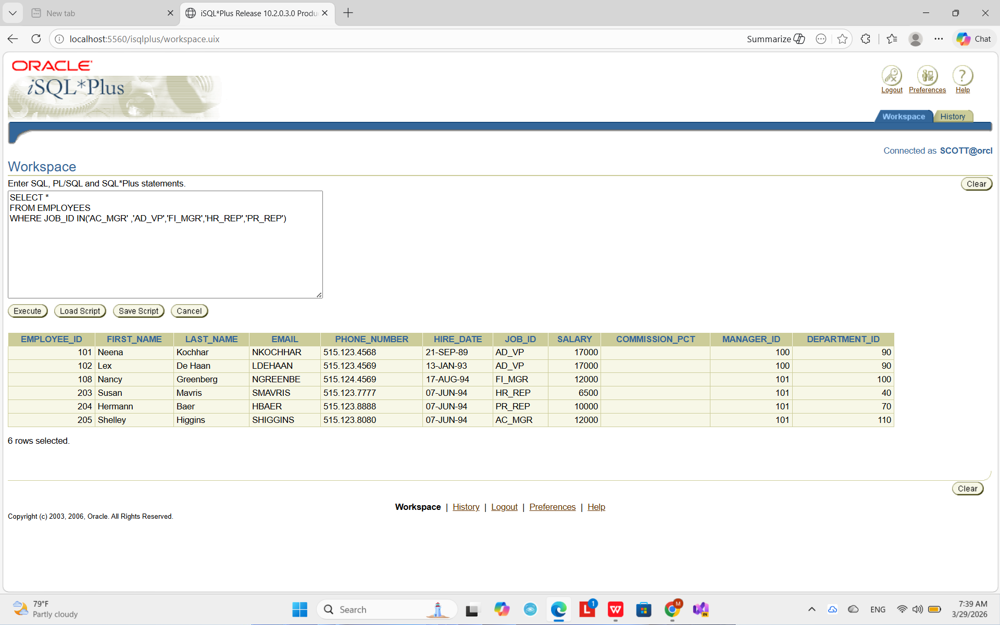 New tab
iSQL*Plus Release 10.2.0.3.0 Produ
localhost:5560/isqlplus/workspace.uix
Summarize
Chat
ORACLE
iSQL*Plus
Logout
Preferences
Help
Workspace
History
Connected as SCOTT@orcl
Workspace
Enter SQL, PL/SQL and SQL*Plus statements.
Clear
SELECT *
FROM EMPLOYEES
WHERE JOB_ID IN('AC_MGR' ,'AD_VP','FI_MGR','HR_REP','PR_REP')
Execute
Load Script
Save Script
Cancel
EMPLOYEE_ID FIRST_NAME LAST_NAME EMAIL PHONE_NUMBER HIRE_DATE JOB_ID SALARY COMMISSION_PCT MANAGER_ID DEPARTMENT_ID
101 Neena Kochhar NKOCHHAR 515.123.4568 21-SEP-89 AD_VP 17000 100 90
102 Lex De Haan LDEHAAN 515.123.4569 13-JAN-93 AD_VP 17000 100 90
108 Nancy Greenberg NGREENBE 515.124.4569 17-AUG-94 FI_MGR 12000 101 100
203 Susan Mavris SMAVRIS 515.123.7777 07-JUN-94 HR_REP 6500 101 40
204 Hermann Baer HBAER 515.123.8888 07-JUN-94 PR_REP 10000 101 70
205 Shelley Higgins SHIGGINS 515.123.8080 07-JUN-94 AC_MGR 12000 101 110
6 rows selected.
Clear
Workspace | History | Logout | Preferences | Help
Copyright (c) 2003, 2006, Oracle. All Rights Reserved.
79°F
Partly cloudy
Search
L
1
W
M
IN
ENG
7:39 AM
3/29/2026